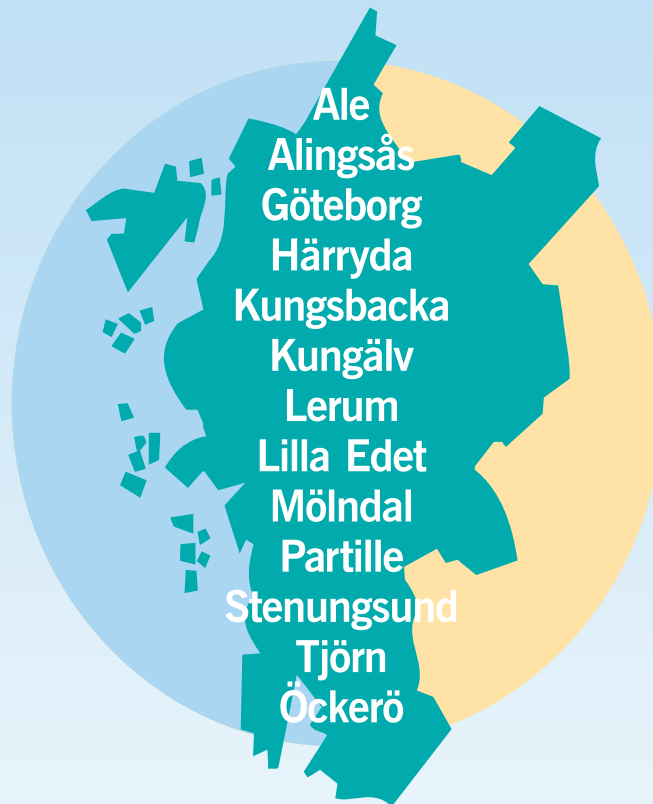 Ale
Alingsås
Göteborg
Härryda
Kungsbacka
Kungälv
Lerum
Lilla Edet
Mölndal
Partille
Stenungsund
Tjörn
Öckerö